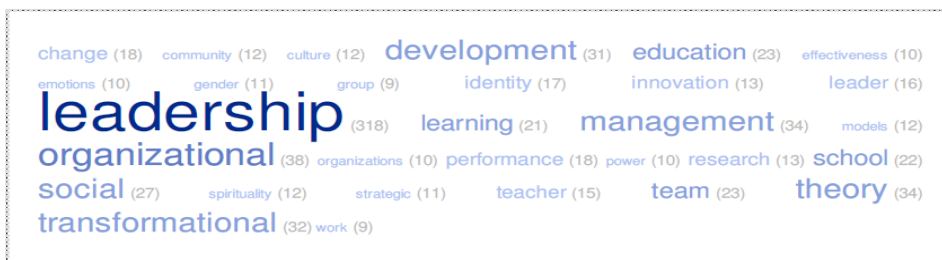 change (18) community (12) culture (12) development (31) education (23) effectiveness (10)
emotions (10) gender (11) group (9) identity (17) innovation (13) leader (16)
leadership (318) learning (21) management (34) models (12)
organizational (38) organizations (10) performance (18) power (10) research (13) school (22)
social (27) spirituality (12) strategic (11) teacher (15) team (23) theory (34)
transformational (32) work (9)